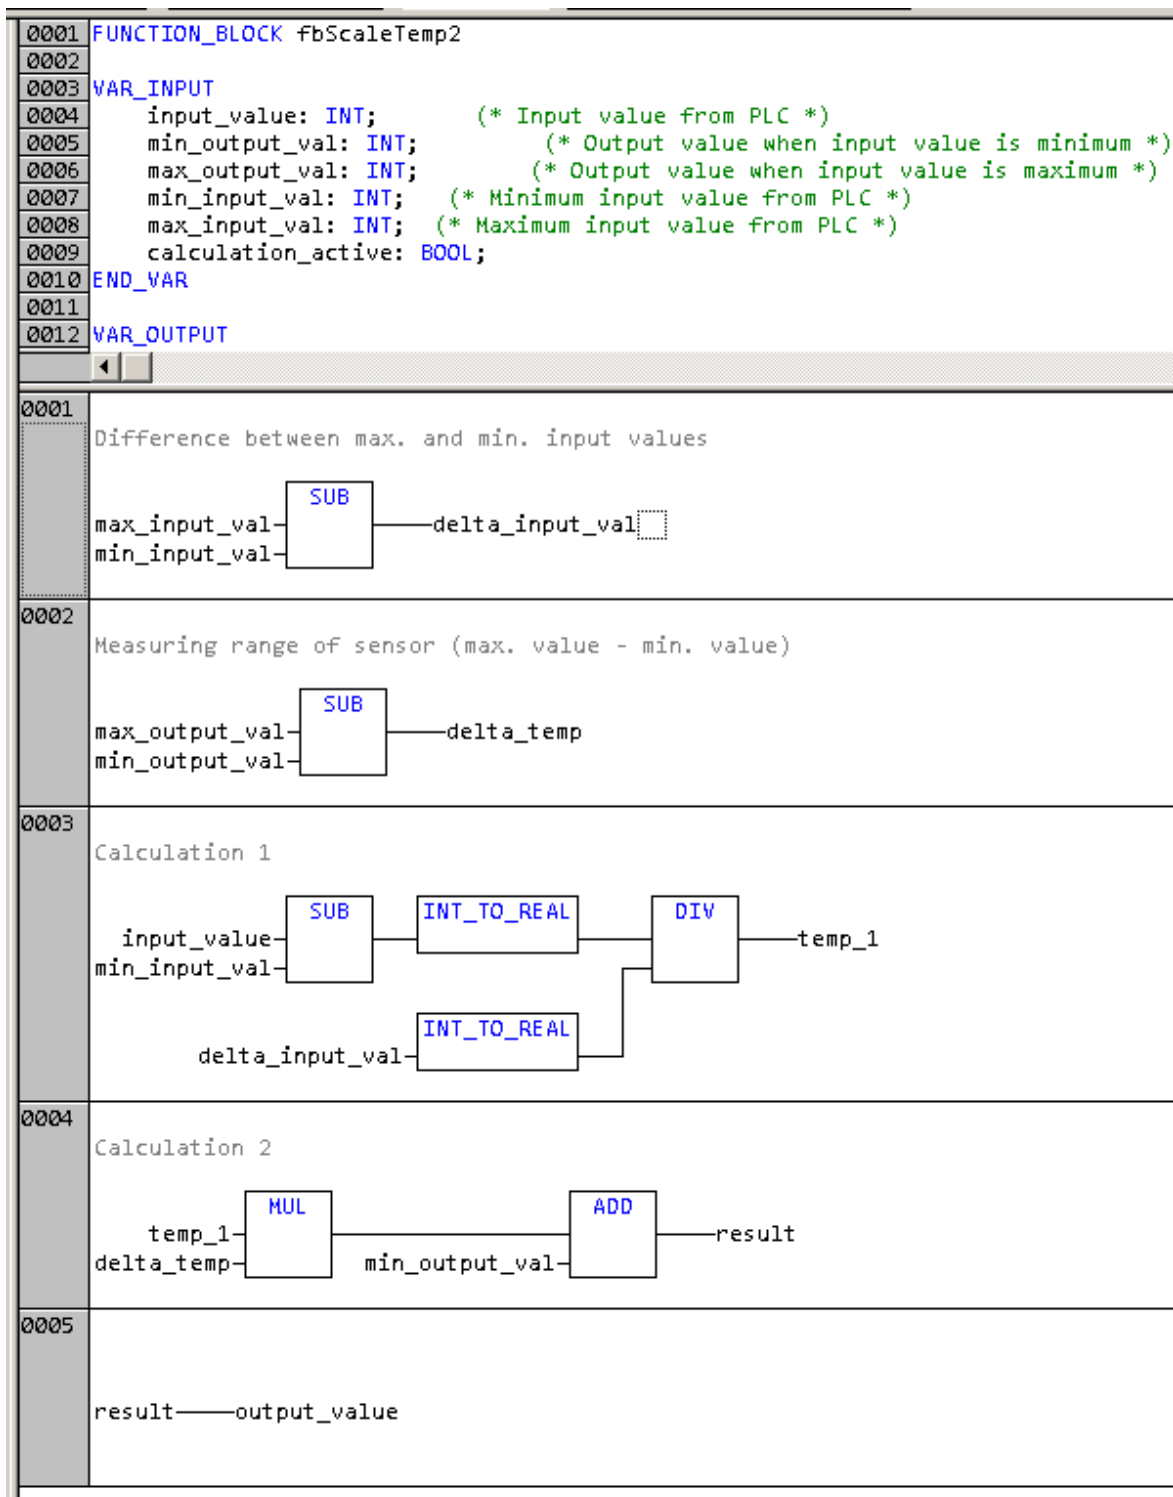 0001 FUNCTION_BLOCK fbScaleTemp2
0002
0003 VAR_INPUT
0004 input_value: INT; (* Input value from PLC *)
0005 min_output_val: INT; (* Output value when input value is minimum *)
0006 max_output_val: INT; (* Output value when input value is maximum *)
0007 min_input_val: INT; (* Minimum input value from PLC *)
0008 max_input_val: INT; (* Maximum input value from PLC *)
0009 calculation_active: BOOL;
0010 END_VAR
0011
0012 VAR_OUTPUT
0001
Difference between max. and min. input values
SUB
max_input_val delta_input_val
min_input_val
0002
Measuring range of sensor (max. value - min. value)
SUB
max_output_val delta_temp
min_output_val
0003
Calculation 1
SUB INT_TO_REAL DIV
input_value temp_1
min_input_val
INT_TO_REAL
delta_input_val
0004
Calculation 2
MUL ADD
temp_1 result
delta_temp min_output_val
0005
result output_value